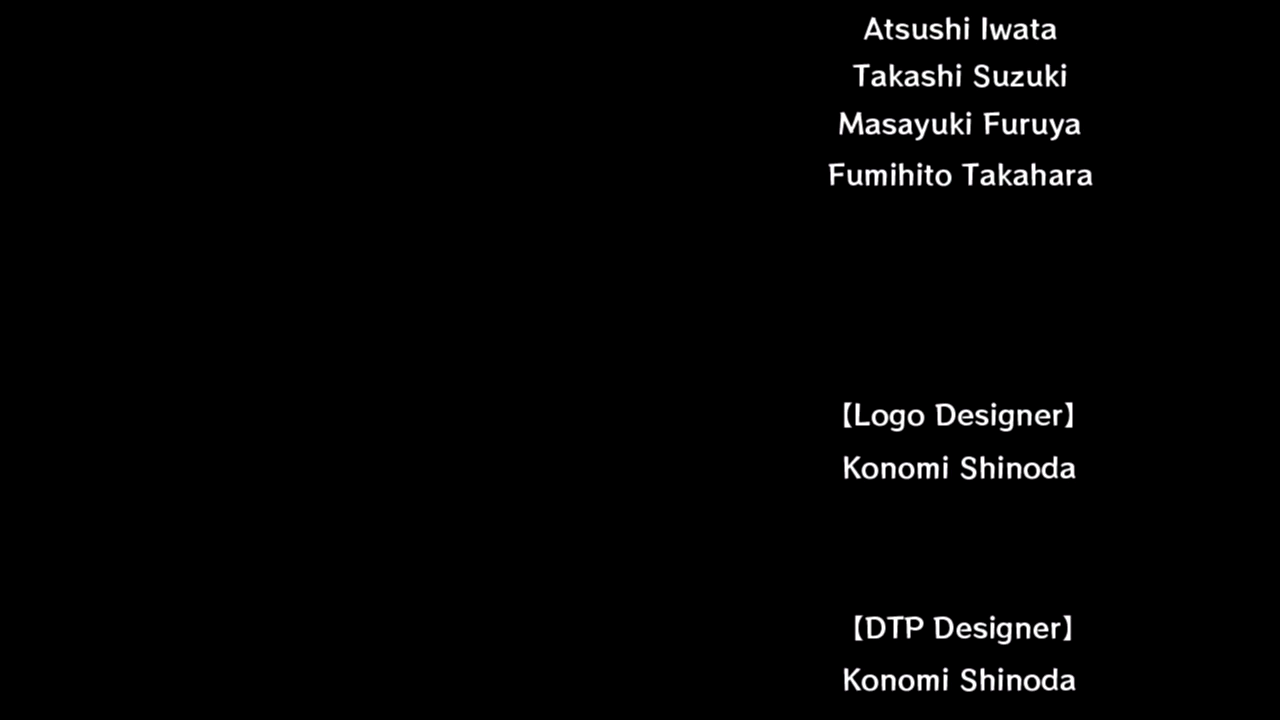 Atsushi Iwata
Takashi Suzuki
Masayuki Furuya
Fumihito Takahara
【Logo Designer】
Konomi Shinoda
【DTP Designer】
Konomi Shinoda